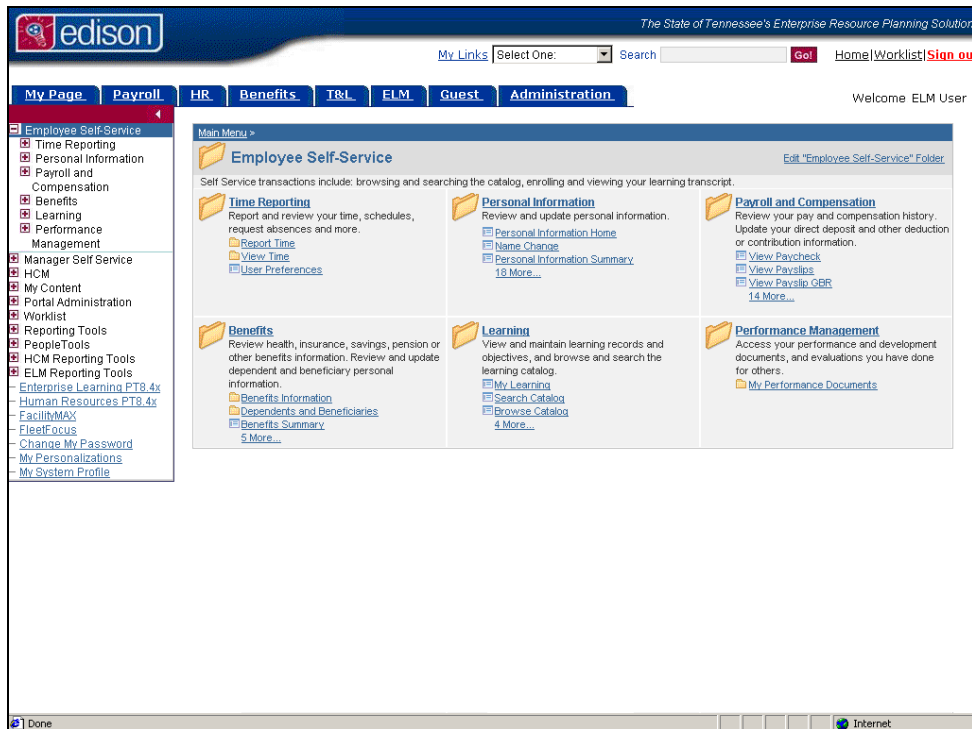 edison
The State of Tennessee's Enterprise Resource Planning Solution
My Links Select One: Search Go! Home|Worklist|Sign ou
My Page Payroll HR Benefits T&L ELM Guest Administration
Welcome ELM User
Employee Self-Service
Time Reporting
Personal Information
Payroll and
Compensation
Benefits
Learning
Performance
Management
Manager Self Service
HCM
My Content
Portal Administration
Worklist
Reporting Tools
PeopleTools
HCM Reporting Tools
ELM Reporting Tools
Enterprise Learning PT8.4x
Human Resources PT8.4x
FacilityMAX
FleetFocus
Change My Password
My Personalizations
My System Profile
Main Menu >
Employee Self-Service
Edit "Employee Self-Service" Folder
Self Service transactions include: browsing and searching the catalog, enrolling and viewing your learning transcript.
Time Reporting
Report and review your time, schedules,
request absences and more.
Report Time
View Time
User Preferences
Personal Information
Review and update personal information.
Personal Information Home
Name Change
Personal Information Summary
18 More...
Payroll and Compensation
Review your pay and compensation history.
Update your direct deposit and other deduction
or contribution information.
View Paycheck
View Payslips
View Payslip GBR
14 More...
Benefits
Review health, insurance, savings, pension or
other benefits information. Review and update
dependent and beneficiary personal
information.
Benefits Information
Dependents and Beneficiaries
Benefits Summary
5 More...
Learning
View and maintain learning records and
objectives, and browse and search the
learning catalog.
My Learning
Search Catalog
Browse Catalog
4 More...
Performance Management
Access your performance and development
documents, and evaluations you have done
for others.
My Performance Documents
Done
Internet